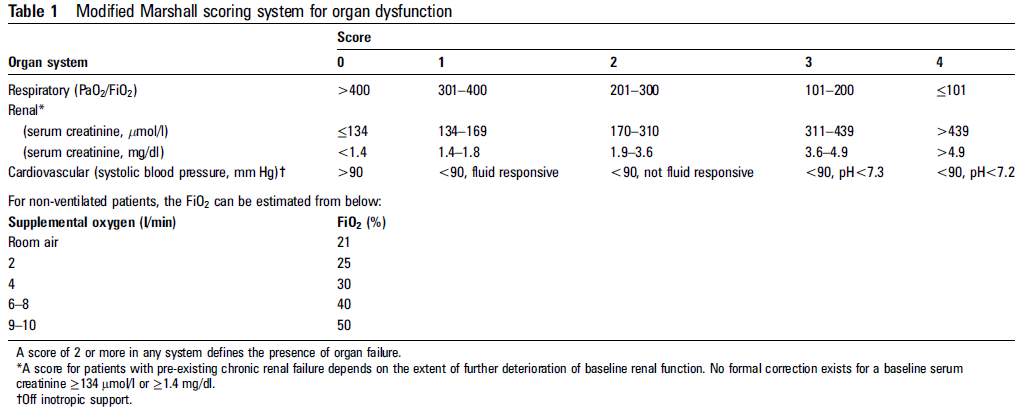 Table 1 Modified Marshall scoring system for organ dysfunction
Score
Organ system 0 1 2 3 4
Respiratory (PaO2/FiO2) >400 301–400 201–300 101–200 ≤101
Renal*
(serum creatinine, μmol/l) ≤134 134–169 170–310 311–439 >439
(serum creatinine, mg/dl) <1.4 1.4–1.8 1.9–3.6 3.6–4.9 >4.9
Cardiovascular (systolic blood pressure, mm Hg)† >90 <90, fluid responsive <90, not fluid responsive <90, pH<7.3 <90, pH<7.2
For non-ventilated patients, the FiO2 can be estimated from below:
Supplemental oxygen (l/min) FiO2 (%)
Room air 21
2 25
4 30
6–8 40
9–10 50
A score of 2 or more in any system defines the presence of organ failure.
*A score for patients with pre-existing chronic renal failure depends on the extent of further deterioration of baseline renal function. No formal correction exists for a baseline serum
creatinine ≥134 μmol/l or ≥1.4 mg/dl.
†Off inotropic support.